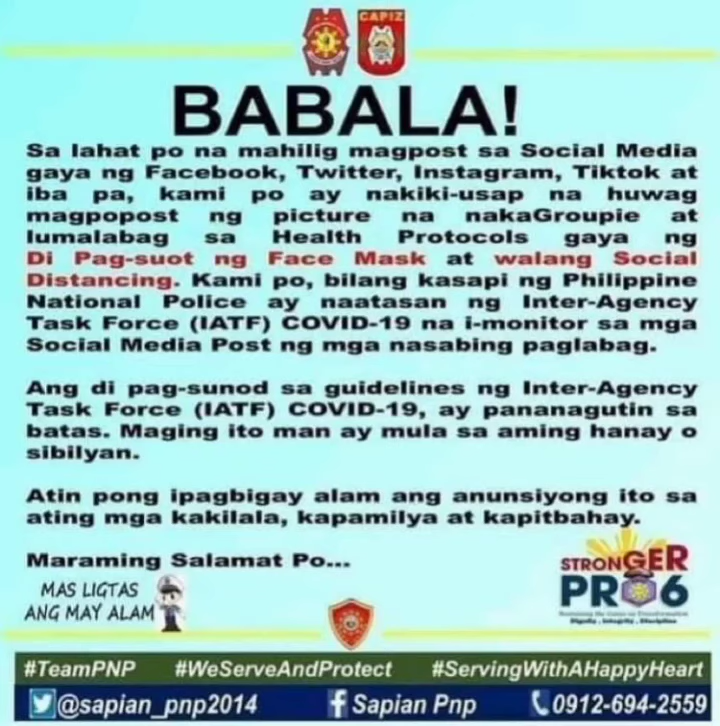 CAPIZ
BABALA!
Sa lahat po na mahilig magpost sa Social Media
gaya ng Facebook, Twitter, Instagram, Tiktok at
iba pa, kami po ay nakiki-usap na huwag
magpopost ng picture na nakaGroupie at
lumalabag sa Health Protocols gaya ng
Di Pag-suot ng Face Mask at walang Social
Distancing. Kami po, bilang kasapi ng Philippine
National Police ay naatasan ng Inter-Agency
Task Force (IATF) COVID-19 na i-monitor sa mga
Social Media Post ng mga nasabing paglabag.
Ang di pag-sunod sa guidelines ng Inter-Agency
Task Force (IATF) COVID-19, ay pananagutin sa
batas. Maging ito man ay mula sa aming hanay o
sibilyan.
Atin pong ipagbigay alam ang anunsiyong ito sa
ating mga kakilala, kapamilya at kapitbahay.
Maraming Salamat Po...
MAS LIGTAS
ANG MAY ALAM
STRONGER
PRO6
#TeamPNP #WeServeAndProtect #ServingWithAHappyHeart
@sapian_pnp2014 Sapian Pnp 0912-694-2559